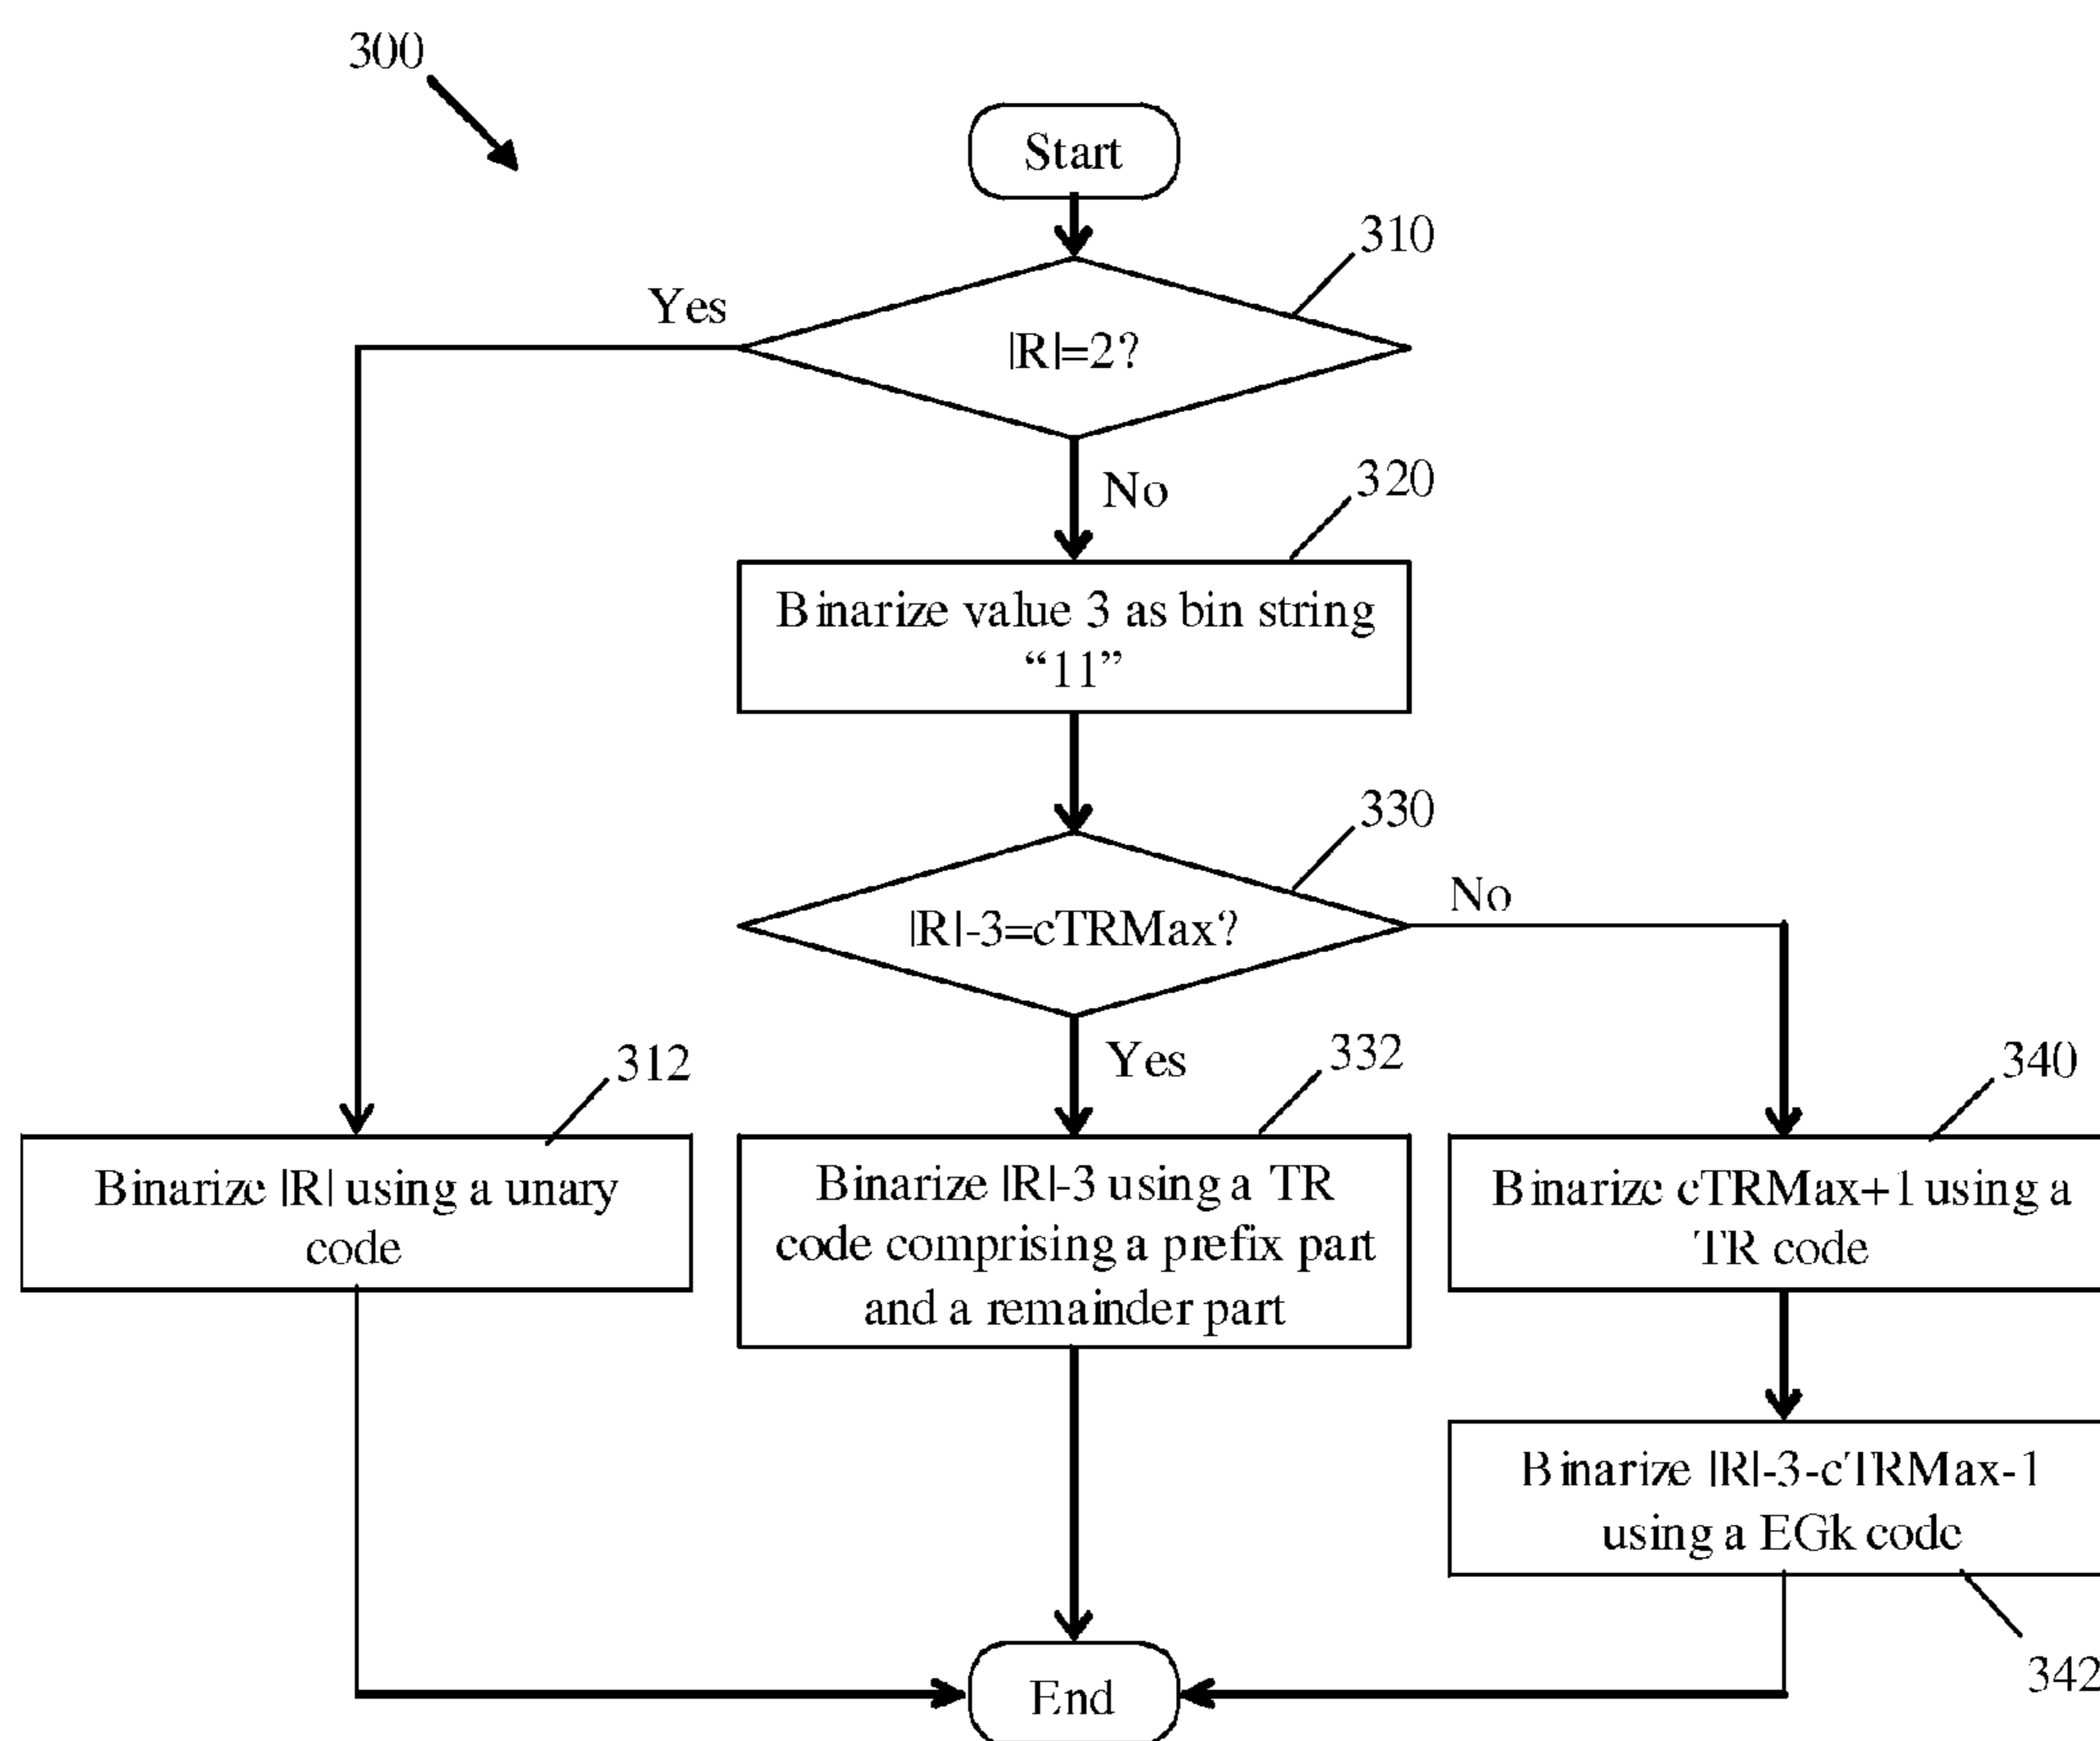 300
Start
310
Yes
|R|=2?
No
320
Binarize value 3 as bin string
“11”
330
|R|-3=cTRMax?
No
Yes
312
332
340
Binarize |R| using a unary
code
Binarize |R|-3 using a TR
code comprising a prefix part
and a remainder part
Binarize cTRMax+1 using a
TR code
Binarize |R|-3-cTRMax-1
using a EGk code
342
End